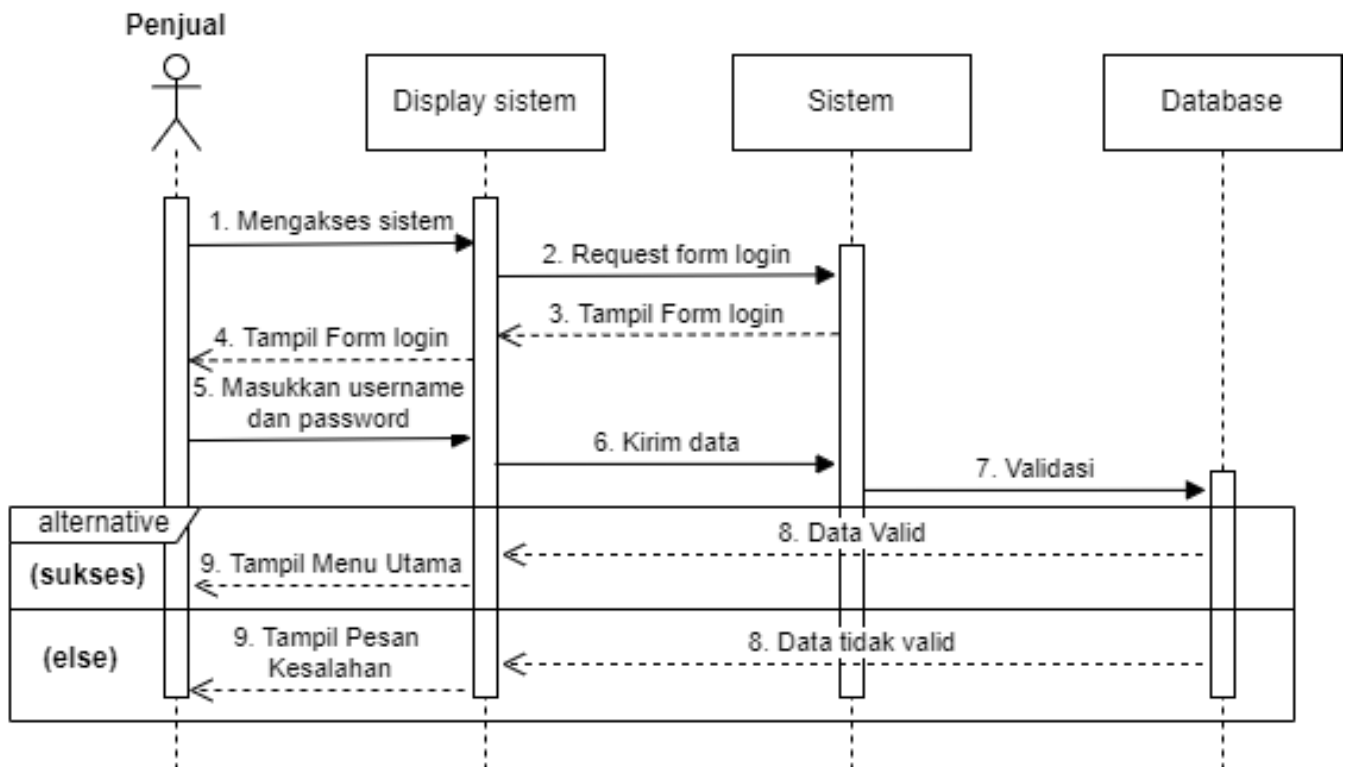 Penjual
Display sistem
Sistem
Database
1. Mengakses sistem
2. Request form login
3. Tampil Form login
4. Tampil Form login
5. Masukkan username
dan password
6. Kirim data
7. Validasi
alternative
8. Data Valid
(sukses)
9. Tampil Menu Utama
(else)
9. Tampil Pesan
Kesalahan
8. Data tidak valid